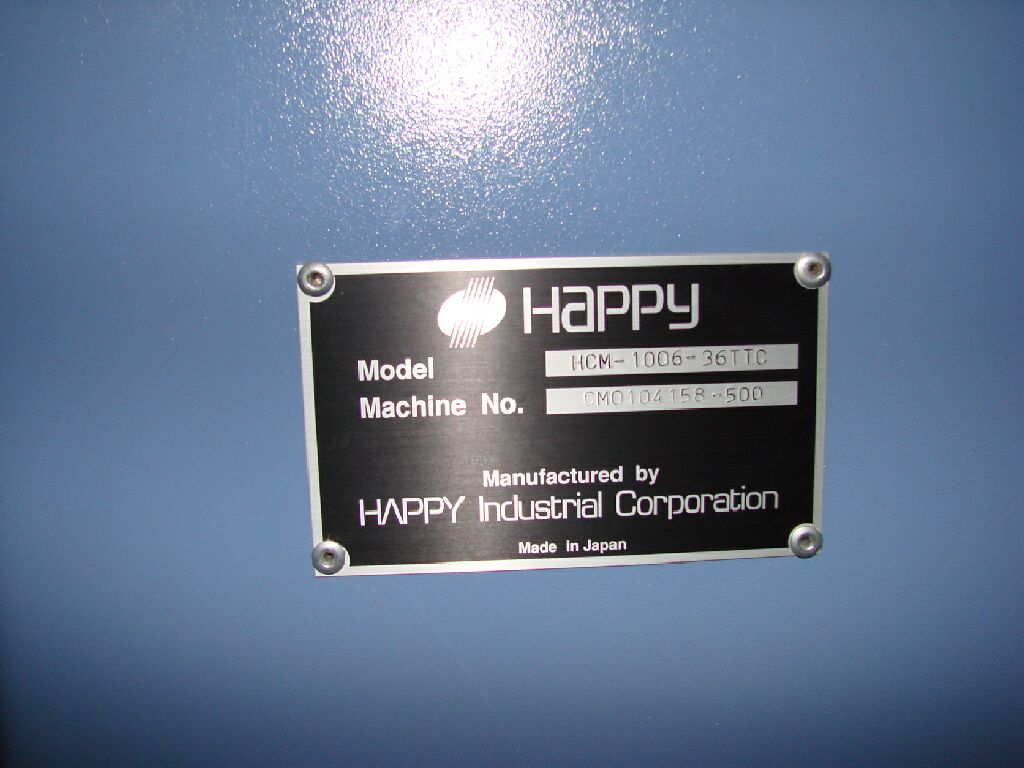 HAPPY
Model HCM-1006-36TTC
Machine No. CM0104158-500
Manufactured by
HAPPY Industrial Corporation
Made in Japan